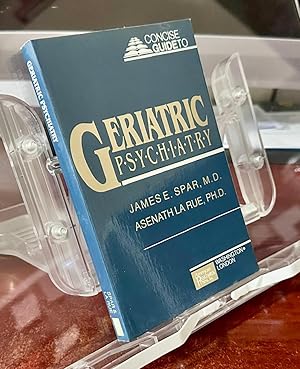 CONCISE
GUIDE TO
GERIATRIC
PSYCHIATRY
JAMES E. SPAR, M.D.
ASENATH LA RUE, PH.D.
WASHINGTON
LONDON
GERIATRIC PSYCHIATRY